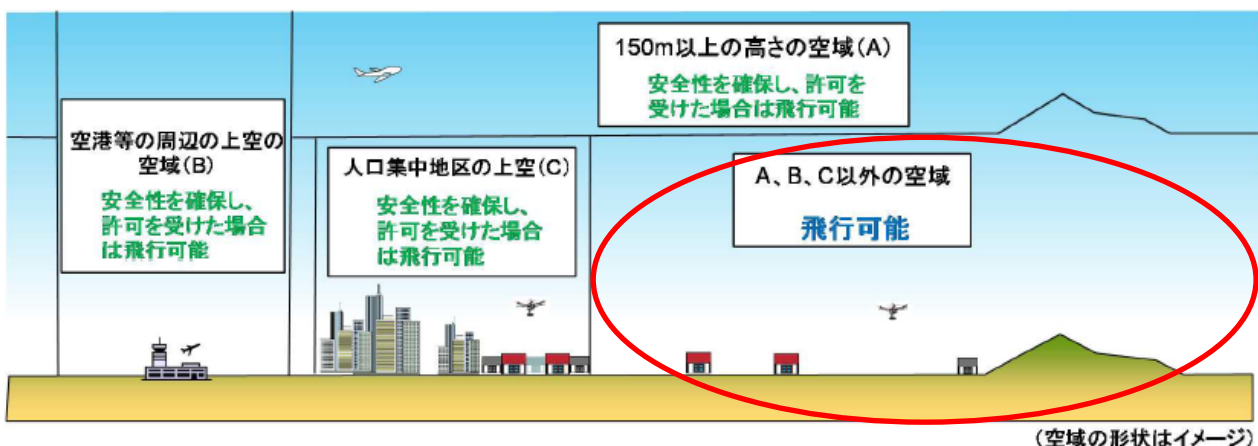 150m以上の高さの空域(A)
安全性を確保し、許可を
受けた場合は飛行可能
空港等の周辺の上空の
空域(B)
安全性を確保し、
許可を受けた場合
は飛行可能
人口集中地区の上空(C)
安全性を確保し、
許可を受けた場合
は飛行可能
A、B、C以外の空域
飛行可能
(空域の形状はイメージ)